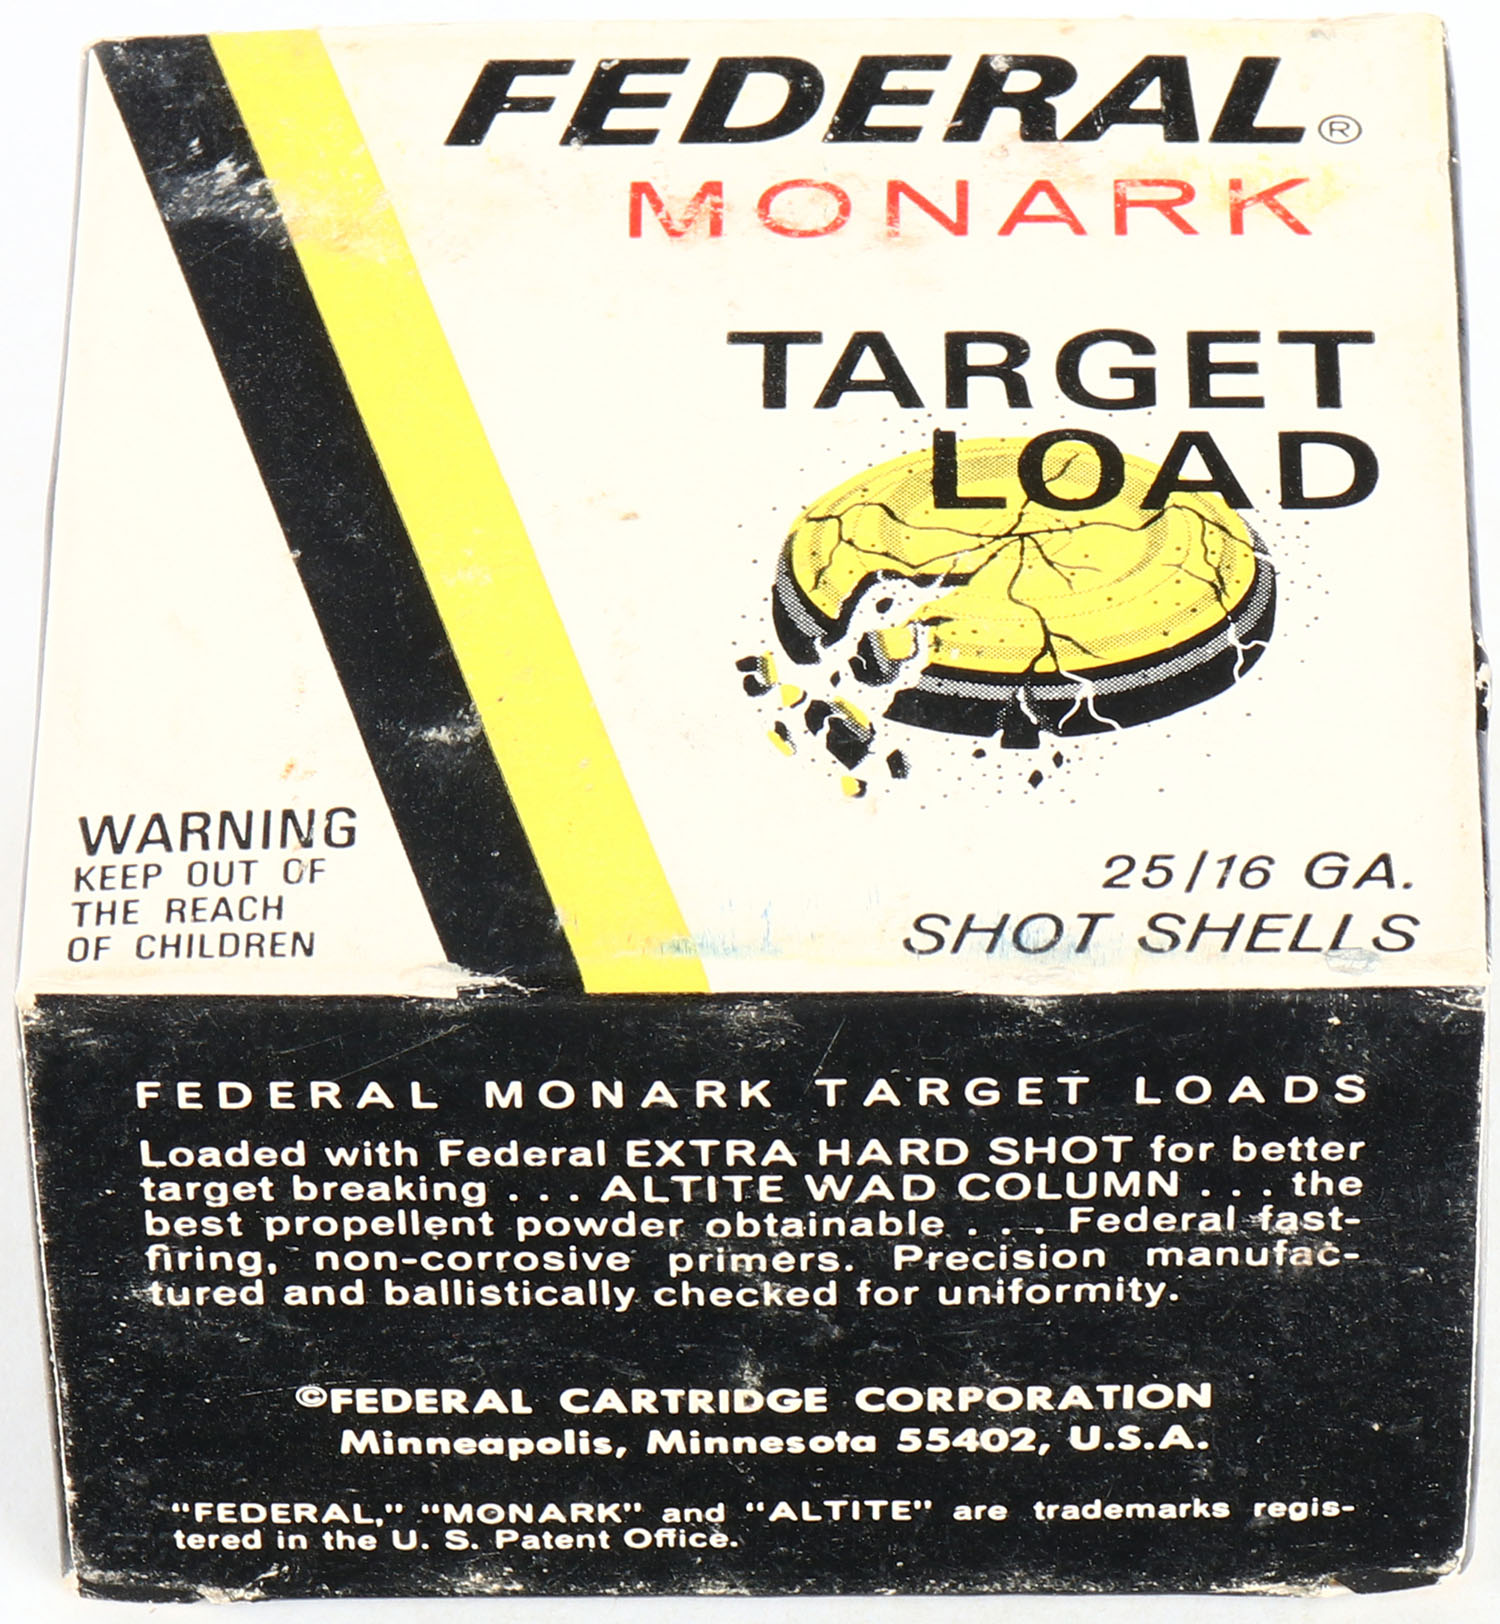 FEDERAL®
MONARK
TARGET
LOAD
WARNING
KEEP OUT OF
THE REACH
OF CHILDREN
25/16 GA.
SHOT SHELLS
FEDERAL MONARK TARGET LOADS
Loaded with Federal EXTRA HARD SHOT for better
target breaking . . . ALTITE WAD COLUMN . . . the
best propellent powder obtainable . . . Federal fast-
firing, non-corrosive primers. Precision manufac-
tured and ballistically checked for uniformity.
©FEDERAL CARTRIDGE CORPORATION
Minneapolis, Minnesota 55402, U.S.A.
"FEDERAL," "MONARK" and "ALTITE" are trademarks regis-
tered in the U. S. Patent Office.